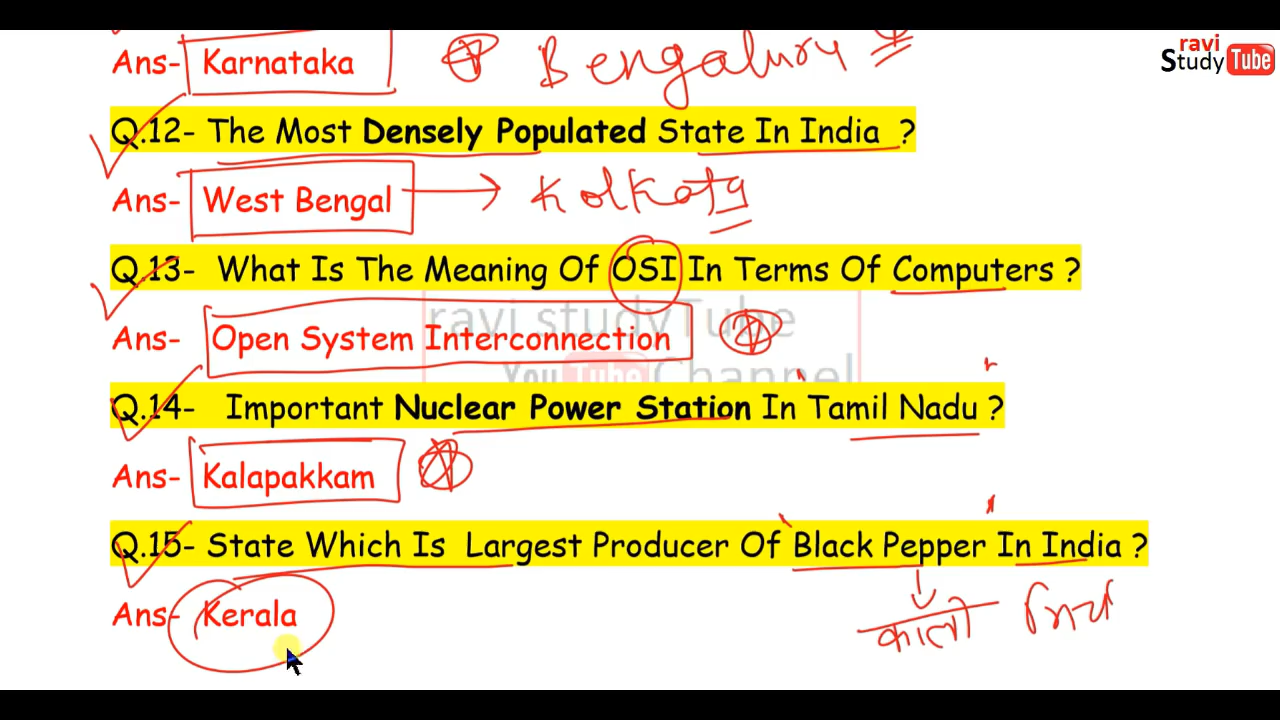 ravi
Study Tube
Ans- Karnataka Bengaluru
Q.12- The Most Densely Populated State In India ?
Ans- West Bengal → Kolkata
Q.13- What Is The Meaning Of OSI In Terms Of Computers ?
ravi studyTube
Ans- Open System Interconnection
YouTube Channel
Q.14- Important Nuclear Power Station In Tamil Nadu ?
Ans- Kalapakkam
Q.15- State Which Is Largest Producer Of Black Pepper In India ?
Ans- Kerala काली मिर्च